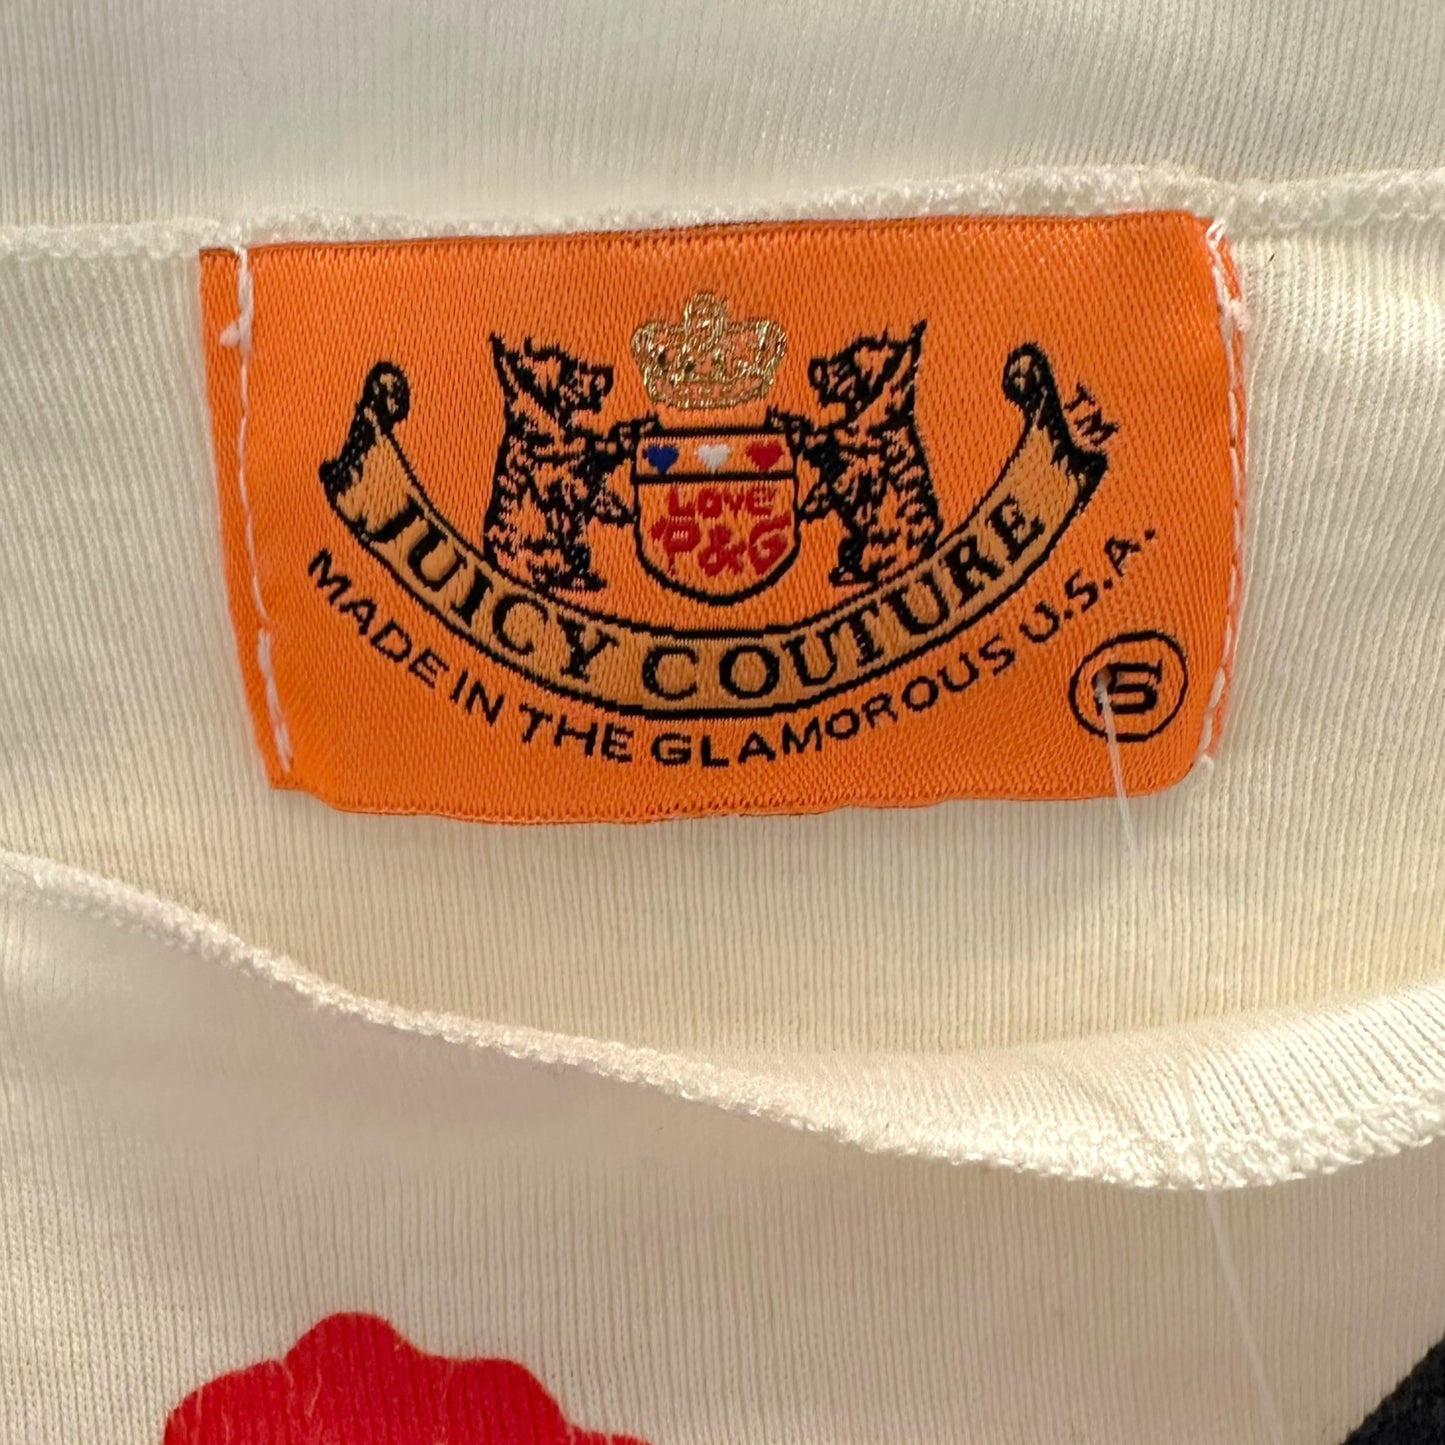 LOVE
P&G
JUICY COUTURE
TM
MADE IN THE GLAMOROUS U.S.A.
S